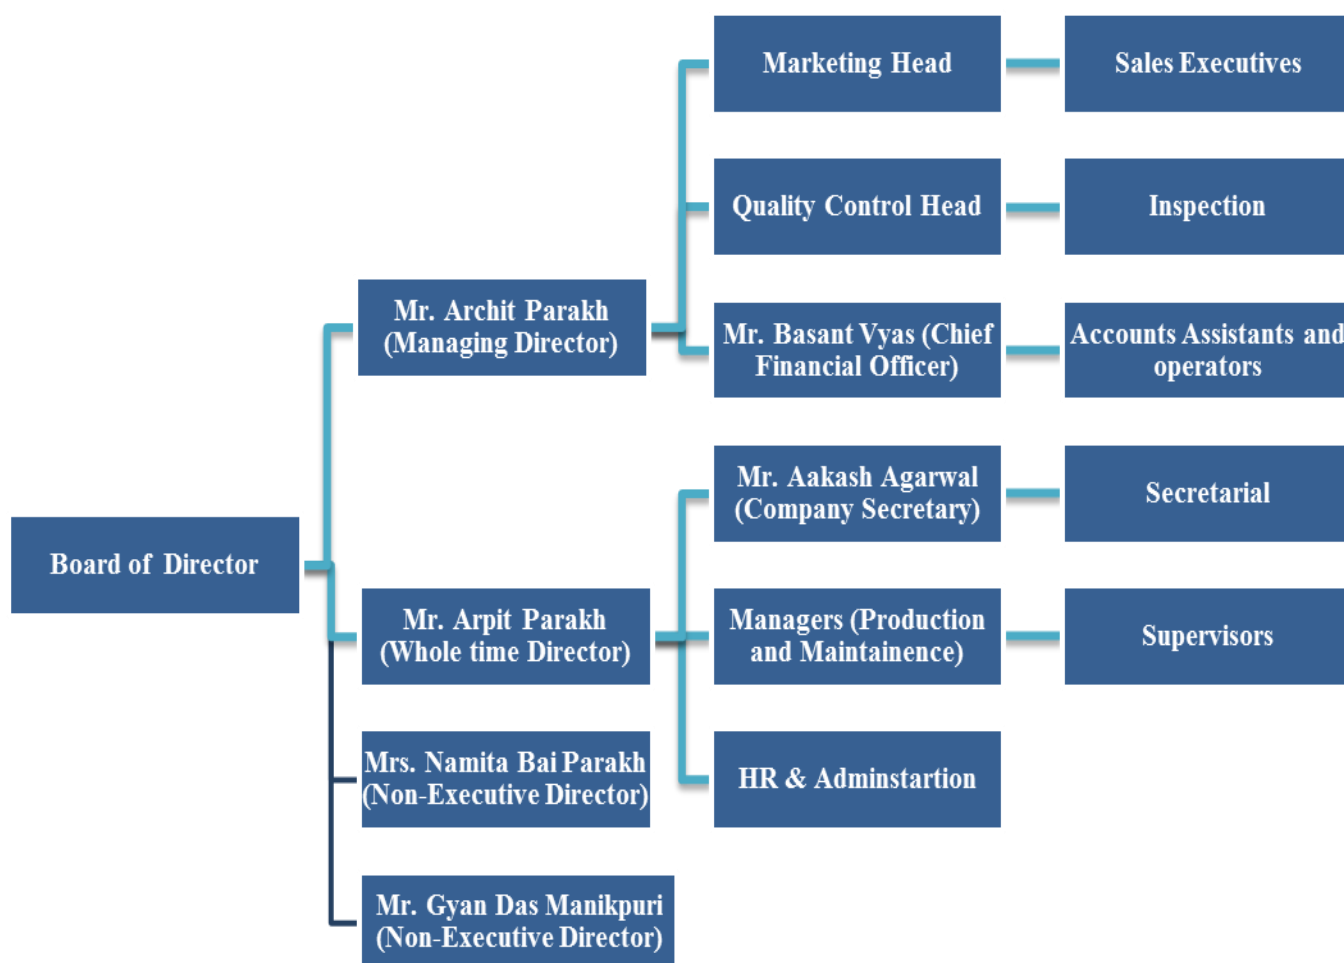 Marketing Head
Sales Executives
Quality Control Head
Inspection
Mr. Archit Parakh
(Managing Director)
Mr. Basant Vyas (Chief
Financial Officer)
Accounts Assistants and
operators
Mr. Aakash Agarwal
(Company Secretary)
Secretarial
Board of Director
Mr. Arpit Parakh
(Whole time Director)
Managers (Production
and Maintainence)
Supervisors
Mrs. Namita Bai Parakh
(Non-Executive Director)
HR & Adminstartion
Mr. Gyan Das Manikpuri
(Non-Executive Director)